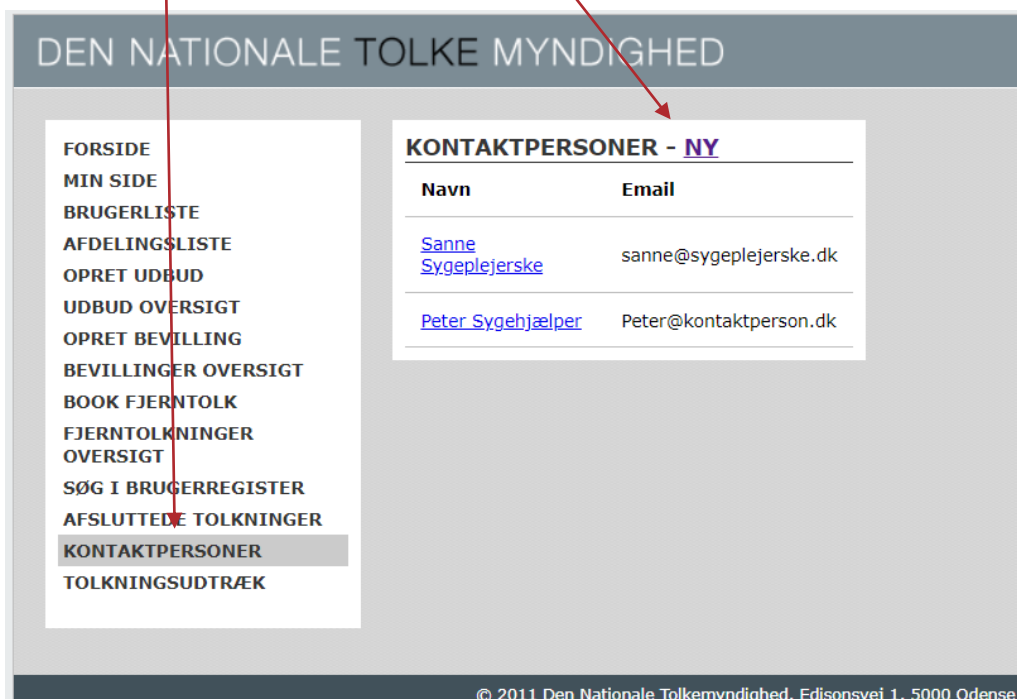 DEN NATIONALE TOLKE MYNDIGHED
FORSIDE
MIN SIDE
BRUGERLISTE
AFDELINGSLISTE
OPRET UDBUD
UDBUD OVERSIGT
OPRET BEVILLING
BEVILLINGER OVERSIGT
BOOK FJERNTOLK
FJERNTOLKNINGER
OVERSIGT
SØG I BRUGERREGISTER
AFSLUTTEDE TOLKNINGER
KONTAKTPERSONER
TOLKNINGSUDTRÆK
KONTAKTPERSONER - NY
Navn Email
Sanne
Sygeplejerske sanne@sygeplejerske.dk
Peter Sygehjælper Peter@kontaktperson.dk
© 2011 Den Nationale Tolkemyndighed, Edisonsvej 1, 5000 Odense